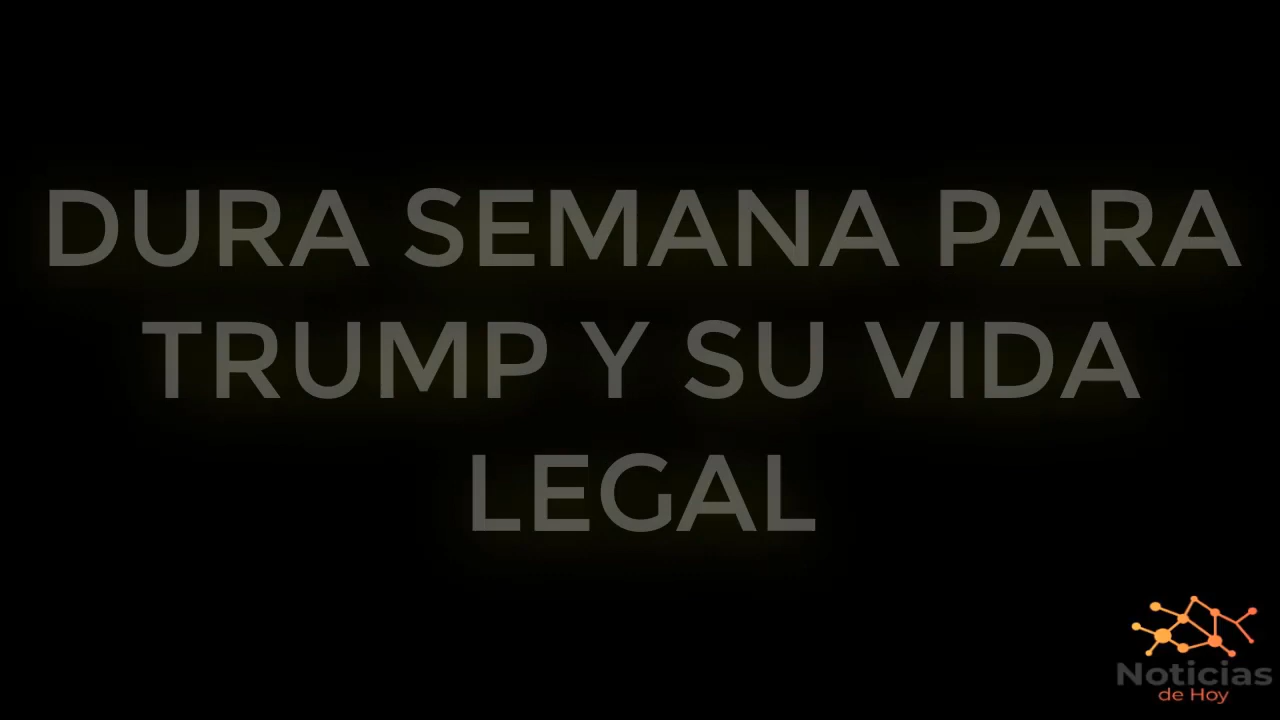 DURA SEMANA PARA
TRUMP Y SU VIDA
LEGAL
Noticias
de Hoy